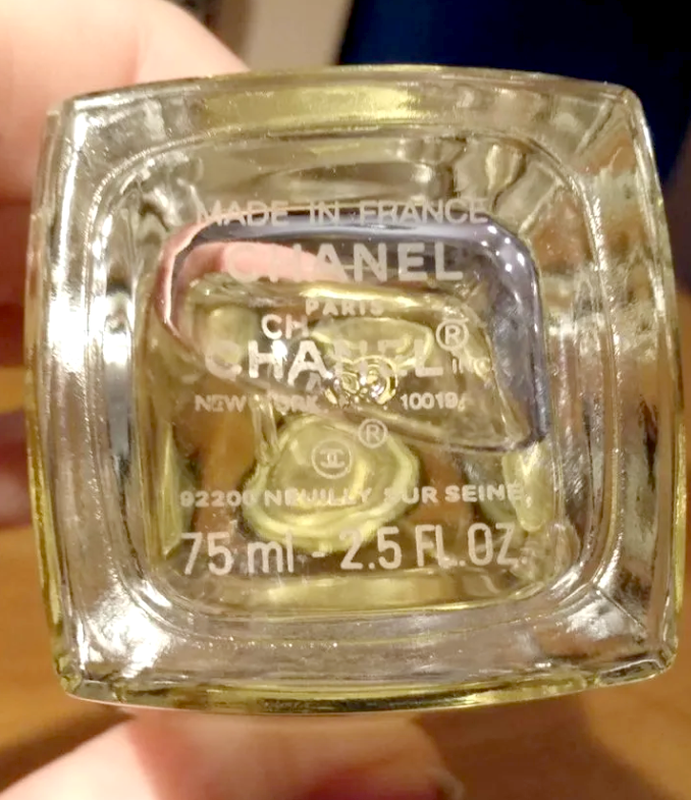 MADE IN FRANCE
CHANEL
PARIS
CH
CHANEL® INC.
NEW YORK 10019
®
92200 NEUILLY SUR SEINE
75 ml - 2.5 FL.OZ.